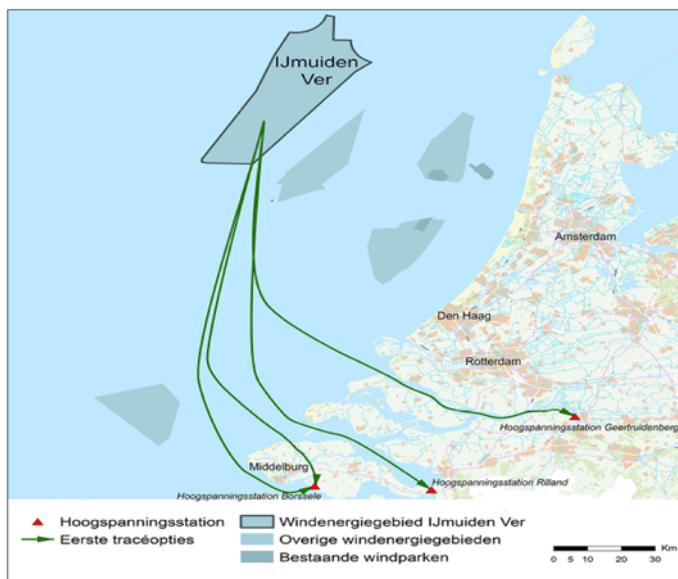 IJmuiden
Ver
Amsterdam
Den Haag
Rotterdam
Hoogspanningsstation Geertruidenberg
Middelburg
Hoogspanningsstation Rilland
Hoogspanningsstation Borssele
Hoogspanningsstation
Eerste tracéopties
Windenergiegebied IJmuiden Ver
Overige windenergiegebieden
Bestaande windparken
Km
0 5 10 20 30